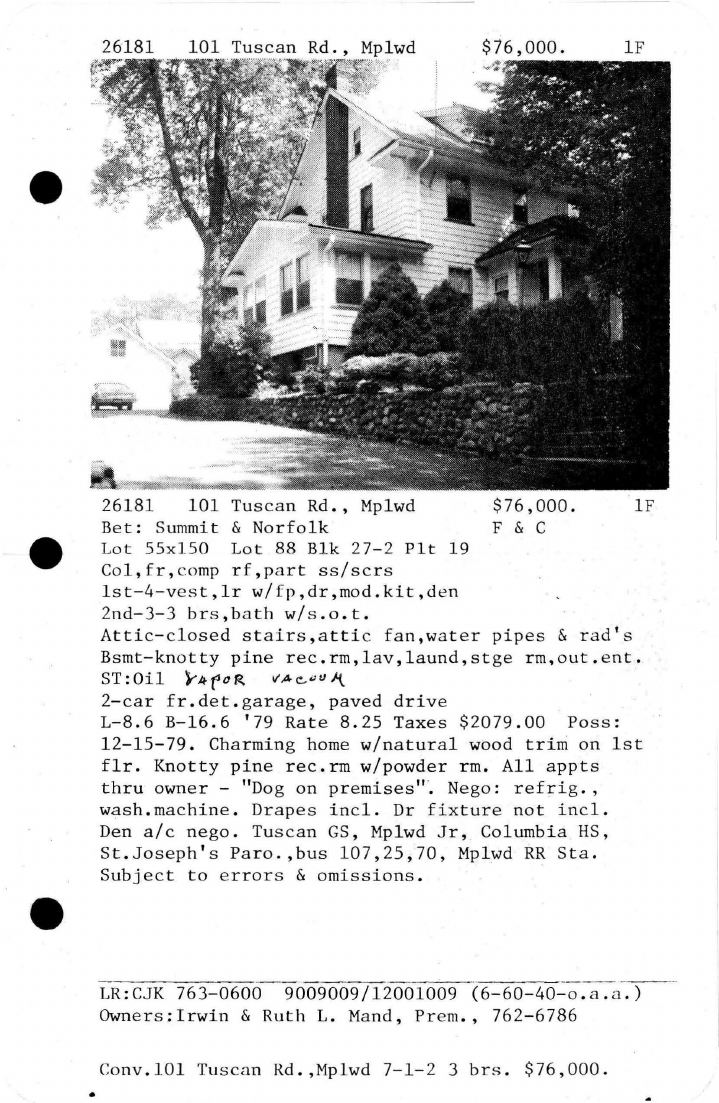 26181 101 Tuscan Rd., Mplwd $76,000. 1F
26181 101 Tuscan Rd., Mplwd $76,000. 1F
Bet: Summit & Norfolk F & C
Lot 55x150 Lot 88 Blk 27-2 Plt 19
Col,fr,comp rf,part ss/scrs
1st-4-vest,lr w/fp,dr,mod.kit,den
2nd-3-3 brs,bath w/s.o.t.
Attic-closed stairs,attic fan,water pipes & rad's
Bsmt-knotty pine rec.rm,lav,laund,stge rm,out.ent.
ST:Oil VAPOR VACUUM
2-car fr.det.garage, paved drive
L-8.6 B-16.6 '79 Rate 8.25 Taxes $2079.00 Poss:
12-15-79. Charming home w/natural wood trim on 1st
flr. Knotty pine rec.rm w/powder rm. All appts
thru owner - "Dog on premises". Nego: refrig.,
wash.machine. Drapes incl. Dr fixture not incl.
Den a/c nego. Tuscan GS, Mplwd Jr, Columbia HS,
St.Joseph's Paro.,bus 107,25,70, Mplwd RR Sta.
Subject to errors & omissions.
LR:CJK 763-0600 9009009/12001009 (6-60-40-o.a.a.)
Owners:Irwin & Ruth L. Mand, Prem., 762-6786
Conv.101 Tuscan Rd.,Mplwd 7-1-2 3 brs. $76,000.